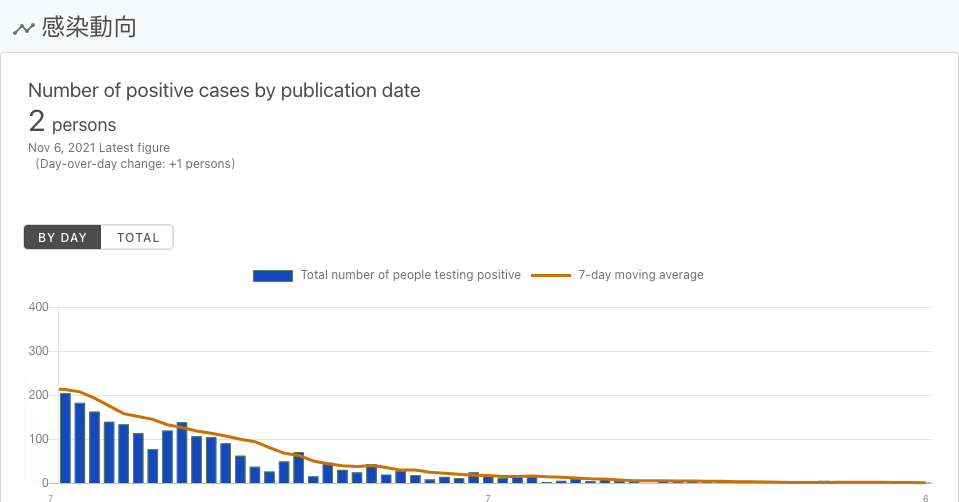 感染動向
Number of positive cases by publication date
2 persons
Nov 6, 2021 Latest figure
(Day-over-day change: +1 persons)
BY DAY TOTAL
Total number of people testing positive 7-day moving average
400
300
200
100
0
7 7 6